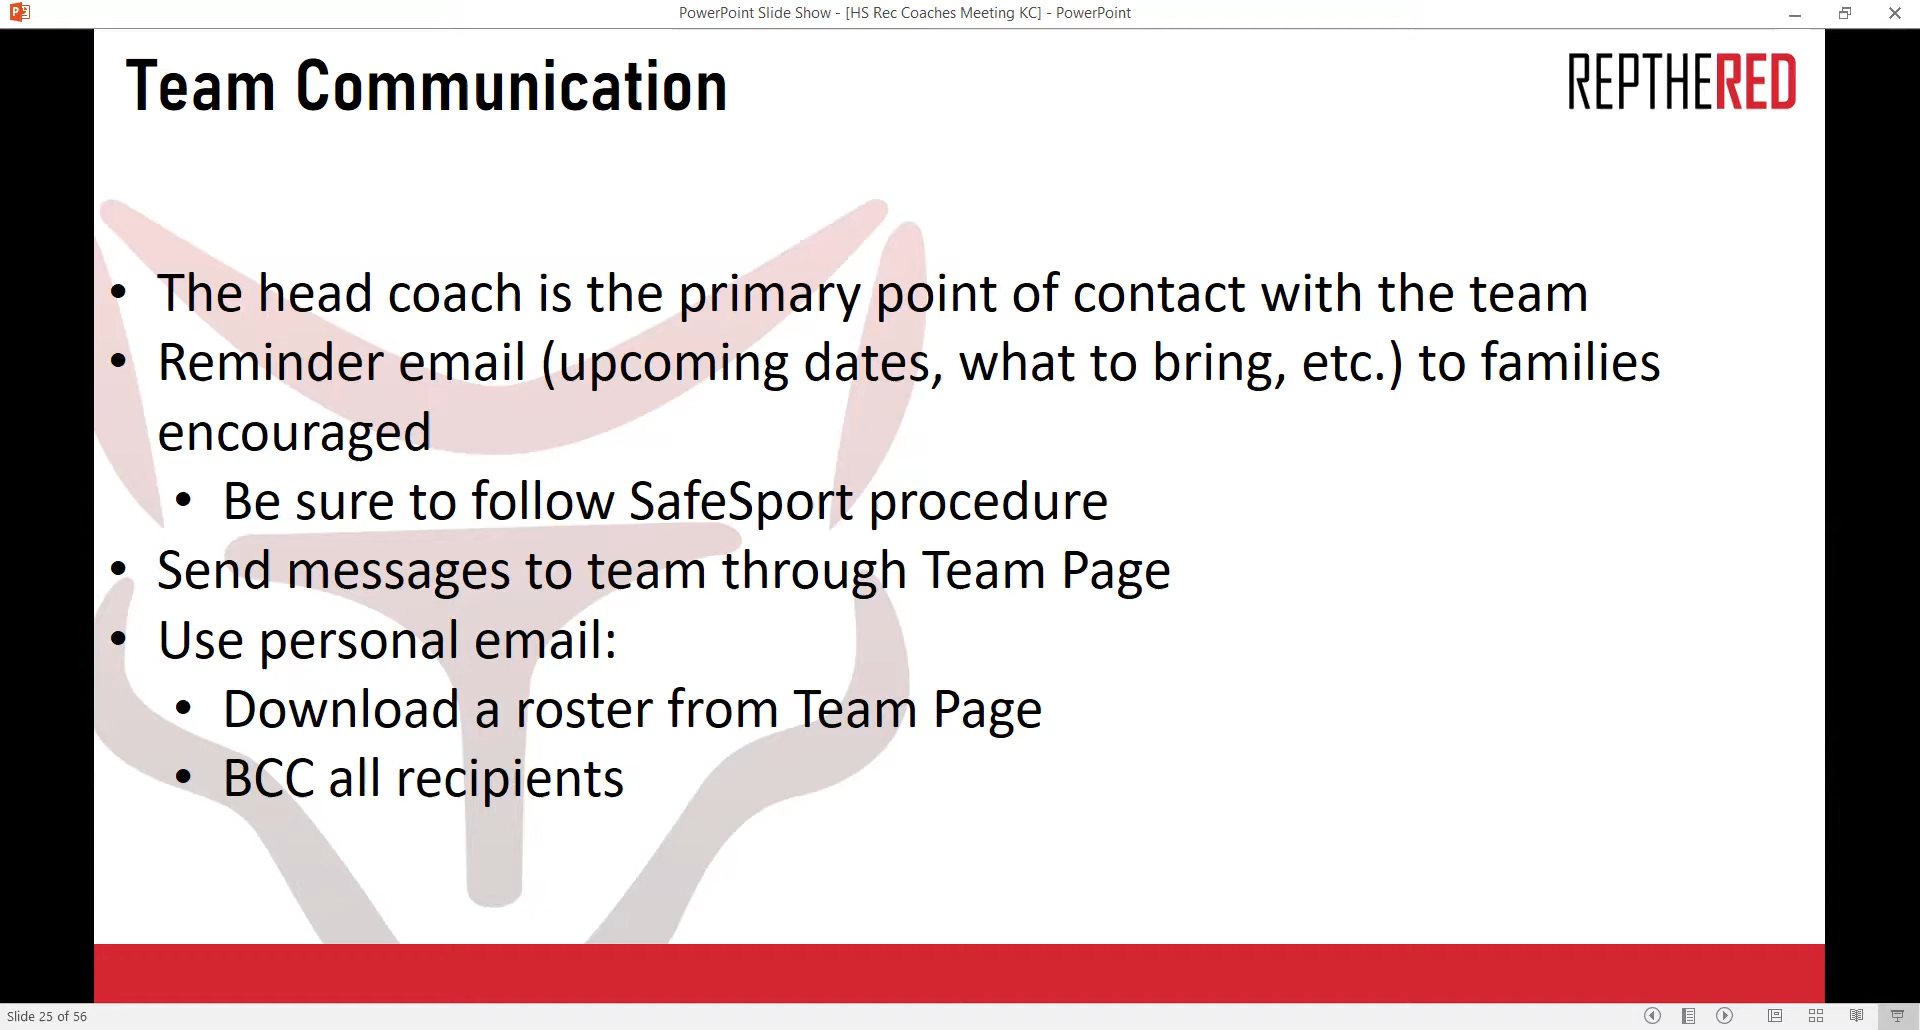 PowerPoint Slide Show - [HS Rec Coaches Meeting KC] - PowerPoint
Team Communication
REPTHERED
• The head coach is the primary point of contact with the team
• Reminder email (upcoming dates, what to bring, etc.) to families
encouraged
• Be sure to follow SafeSport procedure
• Send messages to team through Team Page
• Use personal email:
• Download a roster from Team Page
• BCC all recipients
Slide 25 of 56